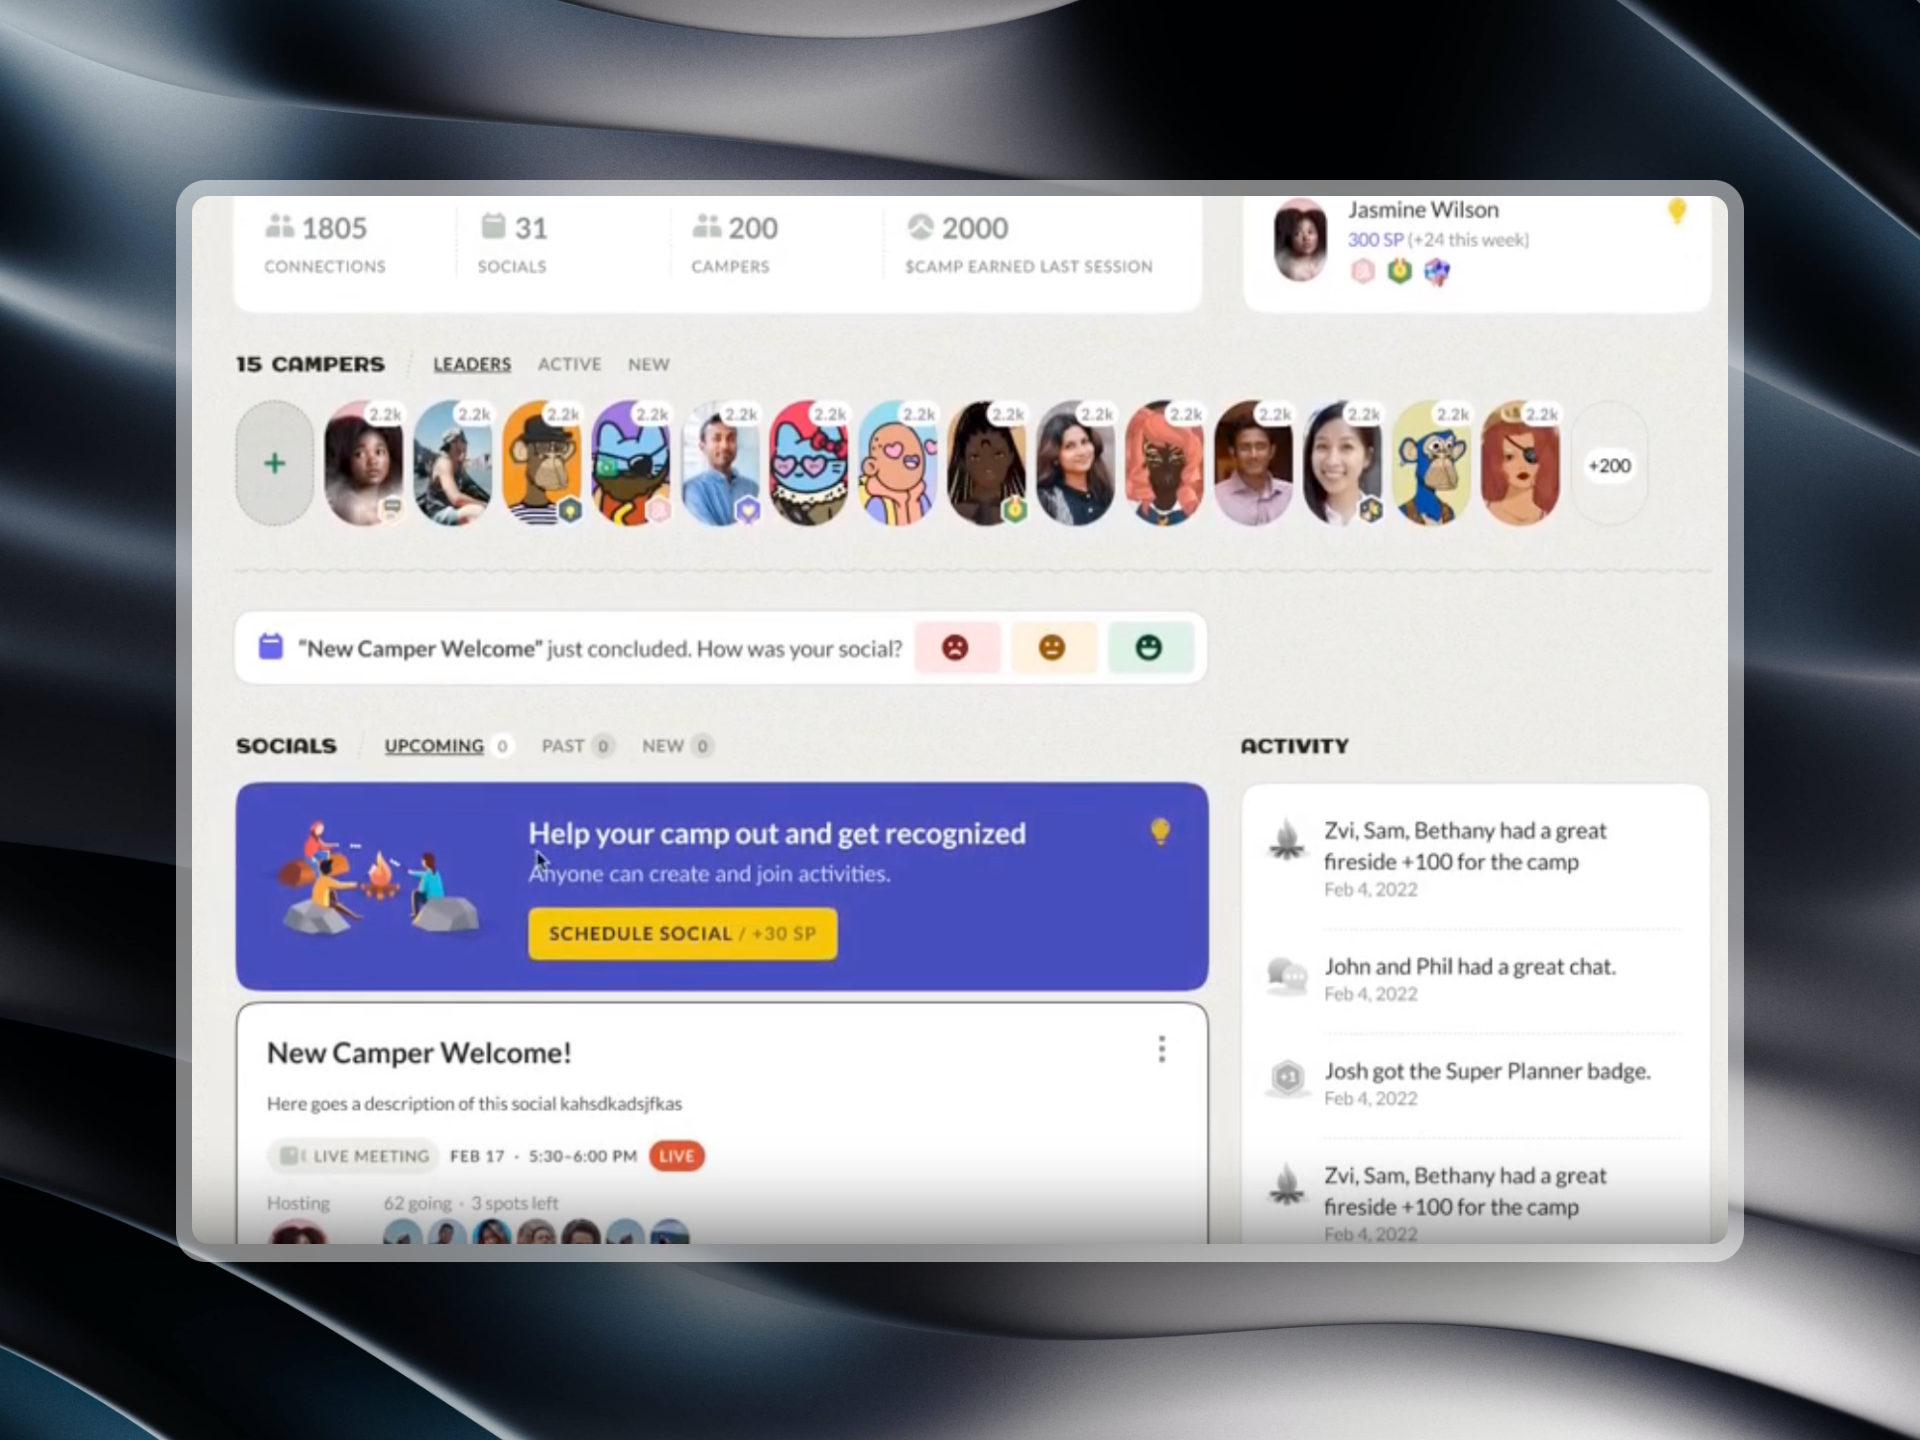 1805
CONNECTIONS
31
SOCIALS
200
CAMPERS
2000
$CAMP EARNED LAST SESSION
Jasmine Wilson
300 SP (+24 this week)
15 CAMPERS
LEADERS
ACTIVE
NEW
2.2k
2.2k
2.2k
2.2k
2.2k
2.2k
2.2k
2.2k
2.2k
2.2k
2.2k
2.2k
2.2k
2.2k
+200
“New Camper Welcome” just concluded. How was your social?
SOCIALS
UPCOMING 0
PAST 0
NEW 0
Help your camp out and get recognized
Anyone can create and join activities.
SCHEDULE SOCIAL / +30 SP
New Camper Welcome!
Here goes a description of this social kahsdkadsjfkas
LIVE MEETING
FEB 17 · 5:30–6:00 PM
LIVE
Hosting
62 going · 3 spots left
ACTIVITY
Zvi, Sam, Bethany had a great
fireside +100 for the camp
Feb 4, 2022
John and Phil had a great chat.
Feb 4, 2022
+1
Josh got the Super Planner badge.
Feb 4, 2022
Zvi, Sam, Bethany had a great
fireside +100 for the camp
Feb 4, 2022